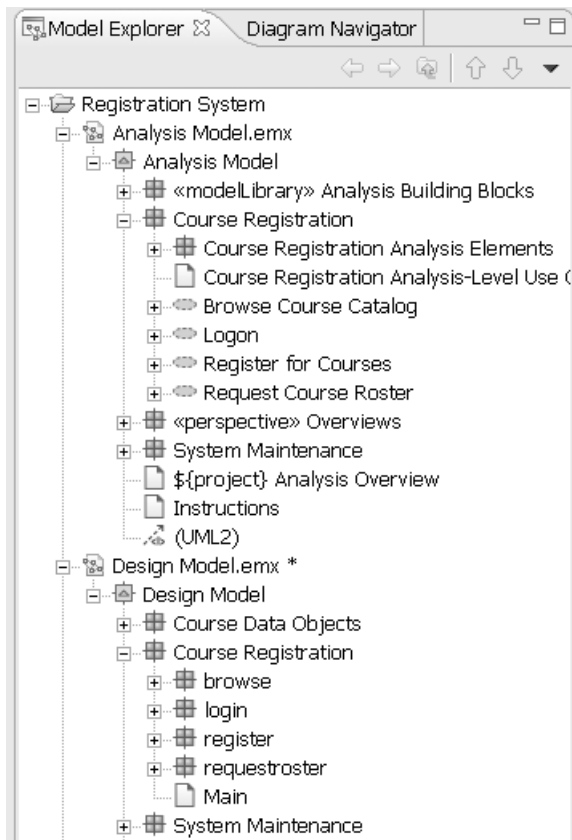 Model Explorer Diagram Navigator
Registration System
Analysis Model.emx
Analysis Model
«modelLibrary» Analysis Building Blocks
Course Registration
Course Registration Analysis Elements
Course Registration Analysis-Level Use
Browse Course Catalog
Logon
Register for Courses
Request Course Roster
«perspective» Overviews
System Maintenance
${project} Analysis Overview
Instructions
(UML2)
Design Model.emx *
Design Model
Course Data Objects
Course Registration
browse
login
register
requestroster
Main
System Maintenance